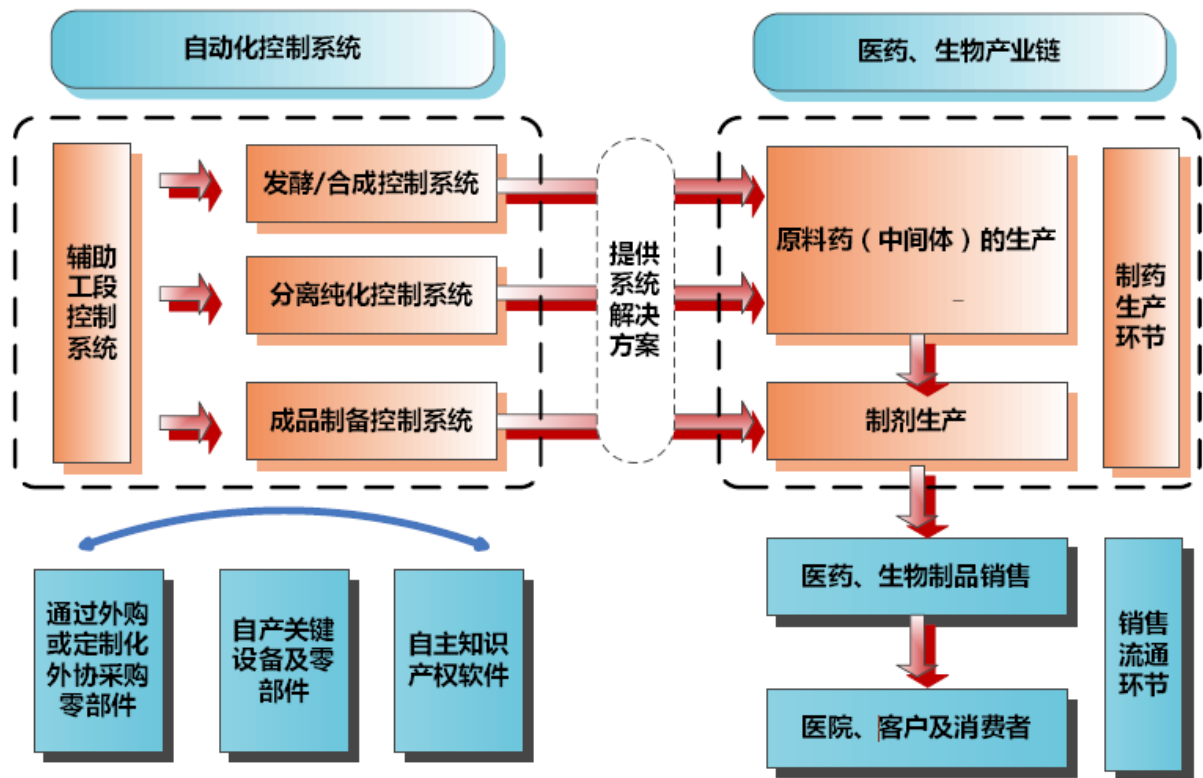 自动化控制系统
医药、生物产业链
辅助
工段
控制
系统
发酵/合成控制系统
分离纯化控制系统
成品制备控制系统
提供
系统
解决
方案
原料药（中间体）的生产
制剂生产
制药
生产
环节
通过外购
或定制化
外协采购
零部件
自产关键
设备及零
部件
自主知识
产权软件
医药、生物制品销售
医院、客户及消费者
销售
流通
环节